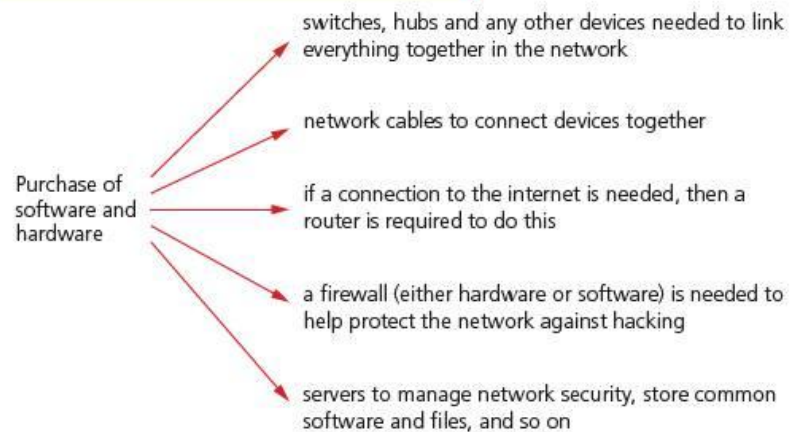 switches, hubs and any other devices needed to link
everything together in the network
network cables to connect devices together
Purchase of
software and
hardware
if a connection to the internet is needed, then a
router is required to do this
a firewall (either hardware or software) is needed to
help protect the network against hacking
servers to manage network security, store common
software and files, and so on